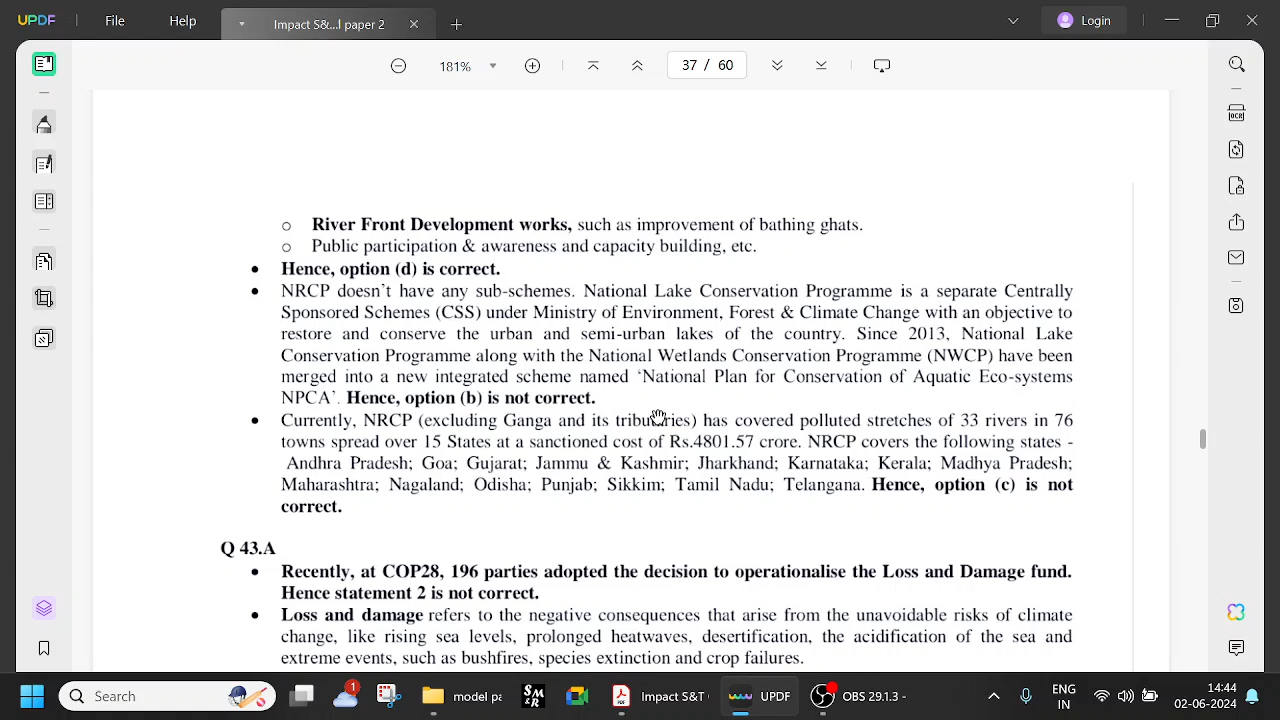 UPDF
File
Help
Impact S&...l paper 2
Login
181%
37 / 60
OCR
o River Front Development works, such as improvement of bathing ghats.
o Public participation & awareness and capacity building, etc.
• Hence, option (d) is correct.
• NRCP doesn’t have any sub-schemes. National Lake Conservation Programme is a separate Centrally
Sponsored Schemes (CSS) under Ministry of Environment, Forest & Climate Change with an objective to
restore and conserve the urban and semi-urban lakes of the country. Since 2013, National Lake
Conservation Programme along with the National Wetlands Conservation Programme (NWCP) have been
merged into a new integrated scheme named ‘National Plan for Conservation of Aquatic Eco-systems
NPCA’. Hence, option (b) is not correct.
• Currently, NRCP (excluding Ganga and its tributaries) has covered polluted stretches of 33 rivers in 76
towns spread over 15 States at a sanctioned cost of Rs.4801.57 crore. NRCP covers the following states -
Andhra Pradesh; Goa; Gujarat; Jammu & Kashmir; Jharkhand; Karnataka; Kerala; Madhya Pradesh;
Maharashtra; Nagaland; Odisha; Punjab; Sikkim; Tamil Nadu; Telangana. Hence, option (c) is not
correct.
Q 43.A
• Recently, at COP28, 196 parties adopted the decision to operationalise the Loss and Damage fund.
Hence statement 2 is not correct.
• Loss and damage refers to the negative consequences that arise from the unavoidable risks of climate
change, like rising sea levels, prolonged heatwaves, desertification, the acidification of the sea and
extreme events, such as bushfires, species extinction and crop failures.
Search
1
model pa
Impact S&T
UPDF
OBS 29.1.3 -
ENG
IN
14:44
02-06-2024